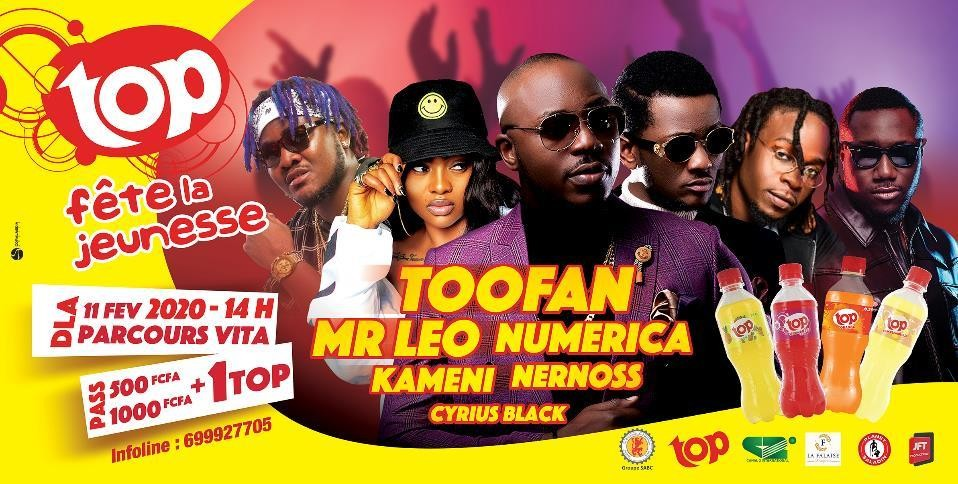 top
fête la
jeunesse
DLA
11 FEV 2020 - 14 H
PARCOURS VITA
PASS
500 FCFA
1000 FCFA
+ 1 TOP
Infoline : 699927705
TOOFAN
MR LEO NUMERICA
KAMENI NERNOSS
CYRIUS BLACK
top
top
top
top
Groupe SABC
top
LA FALAISE
JFT